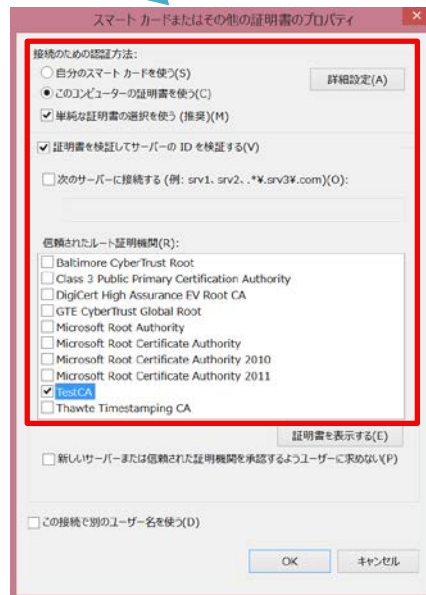 スマート カードまたはその他の証明書のプロパティ
接続のための認証方法:
自分のスマート カードを使う(S)
詳細設定(A)
このコンピューターの証明書を使う(C)
単純な証明書の選択を使う (推奨)(M)
証明書を検証してサーバーの ID を検証する(V)
次のサーバーに接続する (例: srv1、srv2、.*¥.srv3¥.com)(O):
信頼されたルート証明機関(R):
Baltimore CyberTrust Root
Class 3 Public Primary Certification Authority
DigiCert High Assurance EV Root CA
GTE CyberTrust Global Root
Microsoft Root Authority
Microsoft Root Certificate Authority
Microsoft Root Certificate Authority 2010
Microsoft Root Certificate Authority 2011
TestCA
Thawte Timestamping CA
証明書を表示する(E)
新しいサーバーまたは信頼された証明機関を承認するようユーザーに求めない(P)
この接続で別のユーザー名を使う(D)
OK
キャンセル